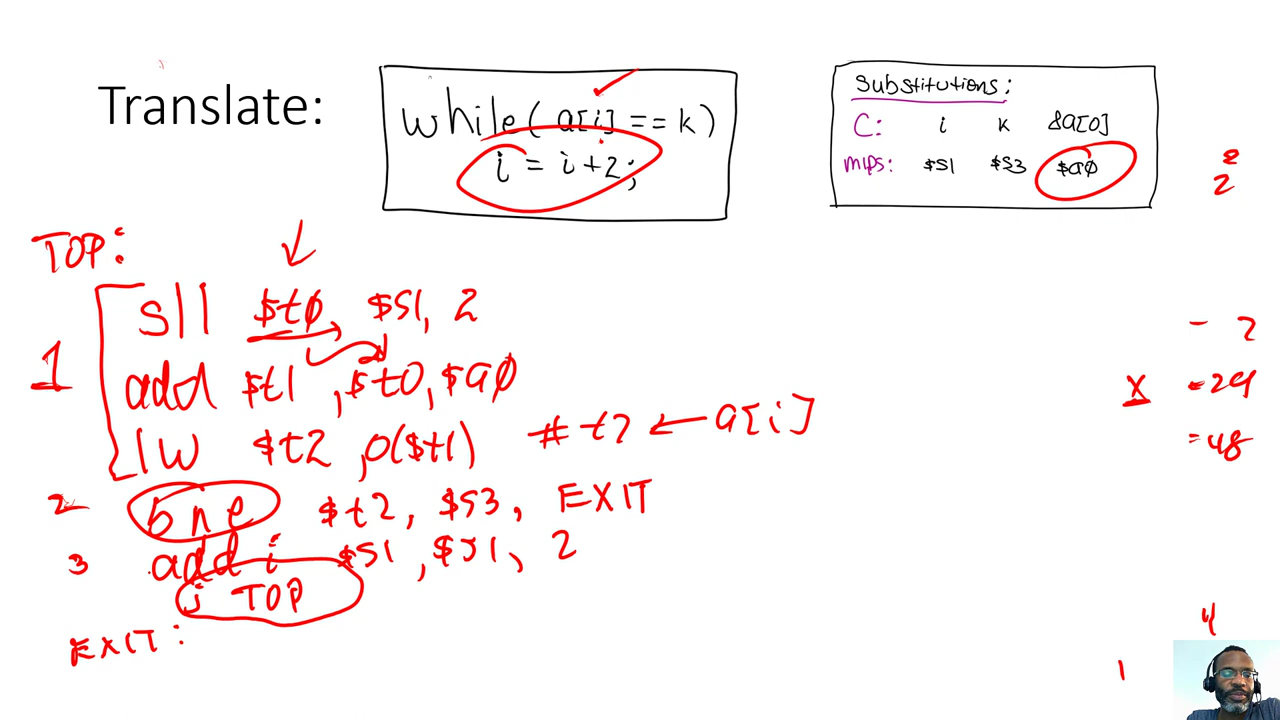 Translate:
while( a[i] == k)
i = i+2;
Substitutions:
C: i k &a[0]
mips: $s1 $s3 $a0
2
2
TOP:
1
sll $t0, $s1, 2
add $t1, $t0, $a0
lw $t2, 0($t1) # t2 ← a[i]
2 bne $t2, $s3, EXIT
3 addi $s1, $s1, 2
j TOP
EXIT:
- 2
x -24
=48
4
1